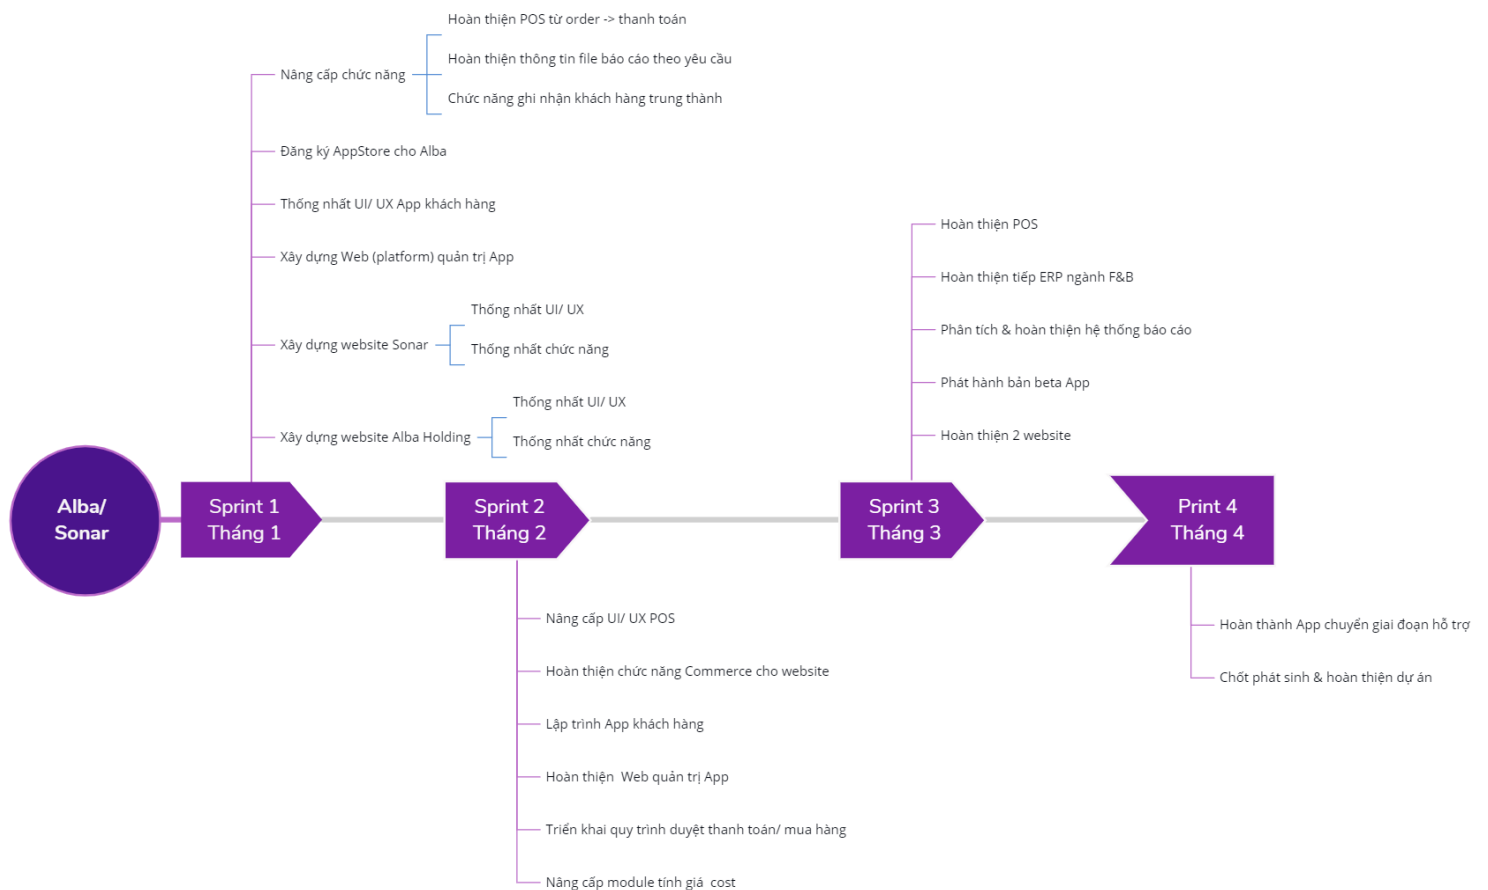 Hoàn thiện POS từ order -> thanh toán
Hoàn thiện thông tin file báo cáo theo yêu cầu
Nâng cấp chức năng
Chức năng ghi nhận khách hàng trung thành
Đăng ký AppStore cho Alba
Thống nhất UI/ UX App khách hàng
Xây dựng Web (platform) quản trị App
Thống nhất UI/ UX
Xây dựng website Sonar
Thống nhất chức năng
Thống nhất UI/ UX
Xây dựng website Alba Holding
Thống nhất chức năng
Hoàn thiện POS
Hoàn thiện tiếp ERP ngành F&B
Phân tích & hoàn thiện hệ thống báo cáo
Phát hành bản beta App
Hoàn thiện 2 website
Alba/
Sonar
Sprint 1
Tháng 1
Sprint 2
Tháng 2
Sprint 3
Tháng 3
Print 4
Tháng 4
Nâng cấp UI/ UX POS
Hoàn thiện chức năng Commerce cho website
Lập trình App khách hàng
Hoàn thiện  Web quản trị App
Triển khai quy trình duyệt thanh toán/ mua hàng
Nâng cấp module tính giá  cost
Hoàn thành App chuyển giai đoạn hỗ trợ
Chốt phát sinh & hoàn thiện dự án